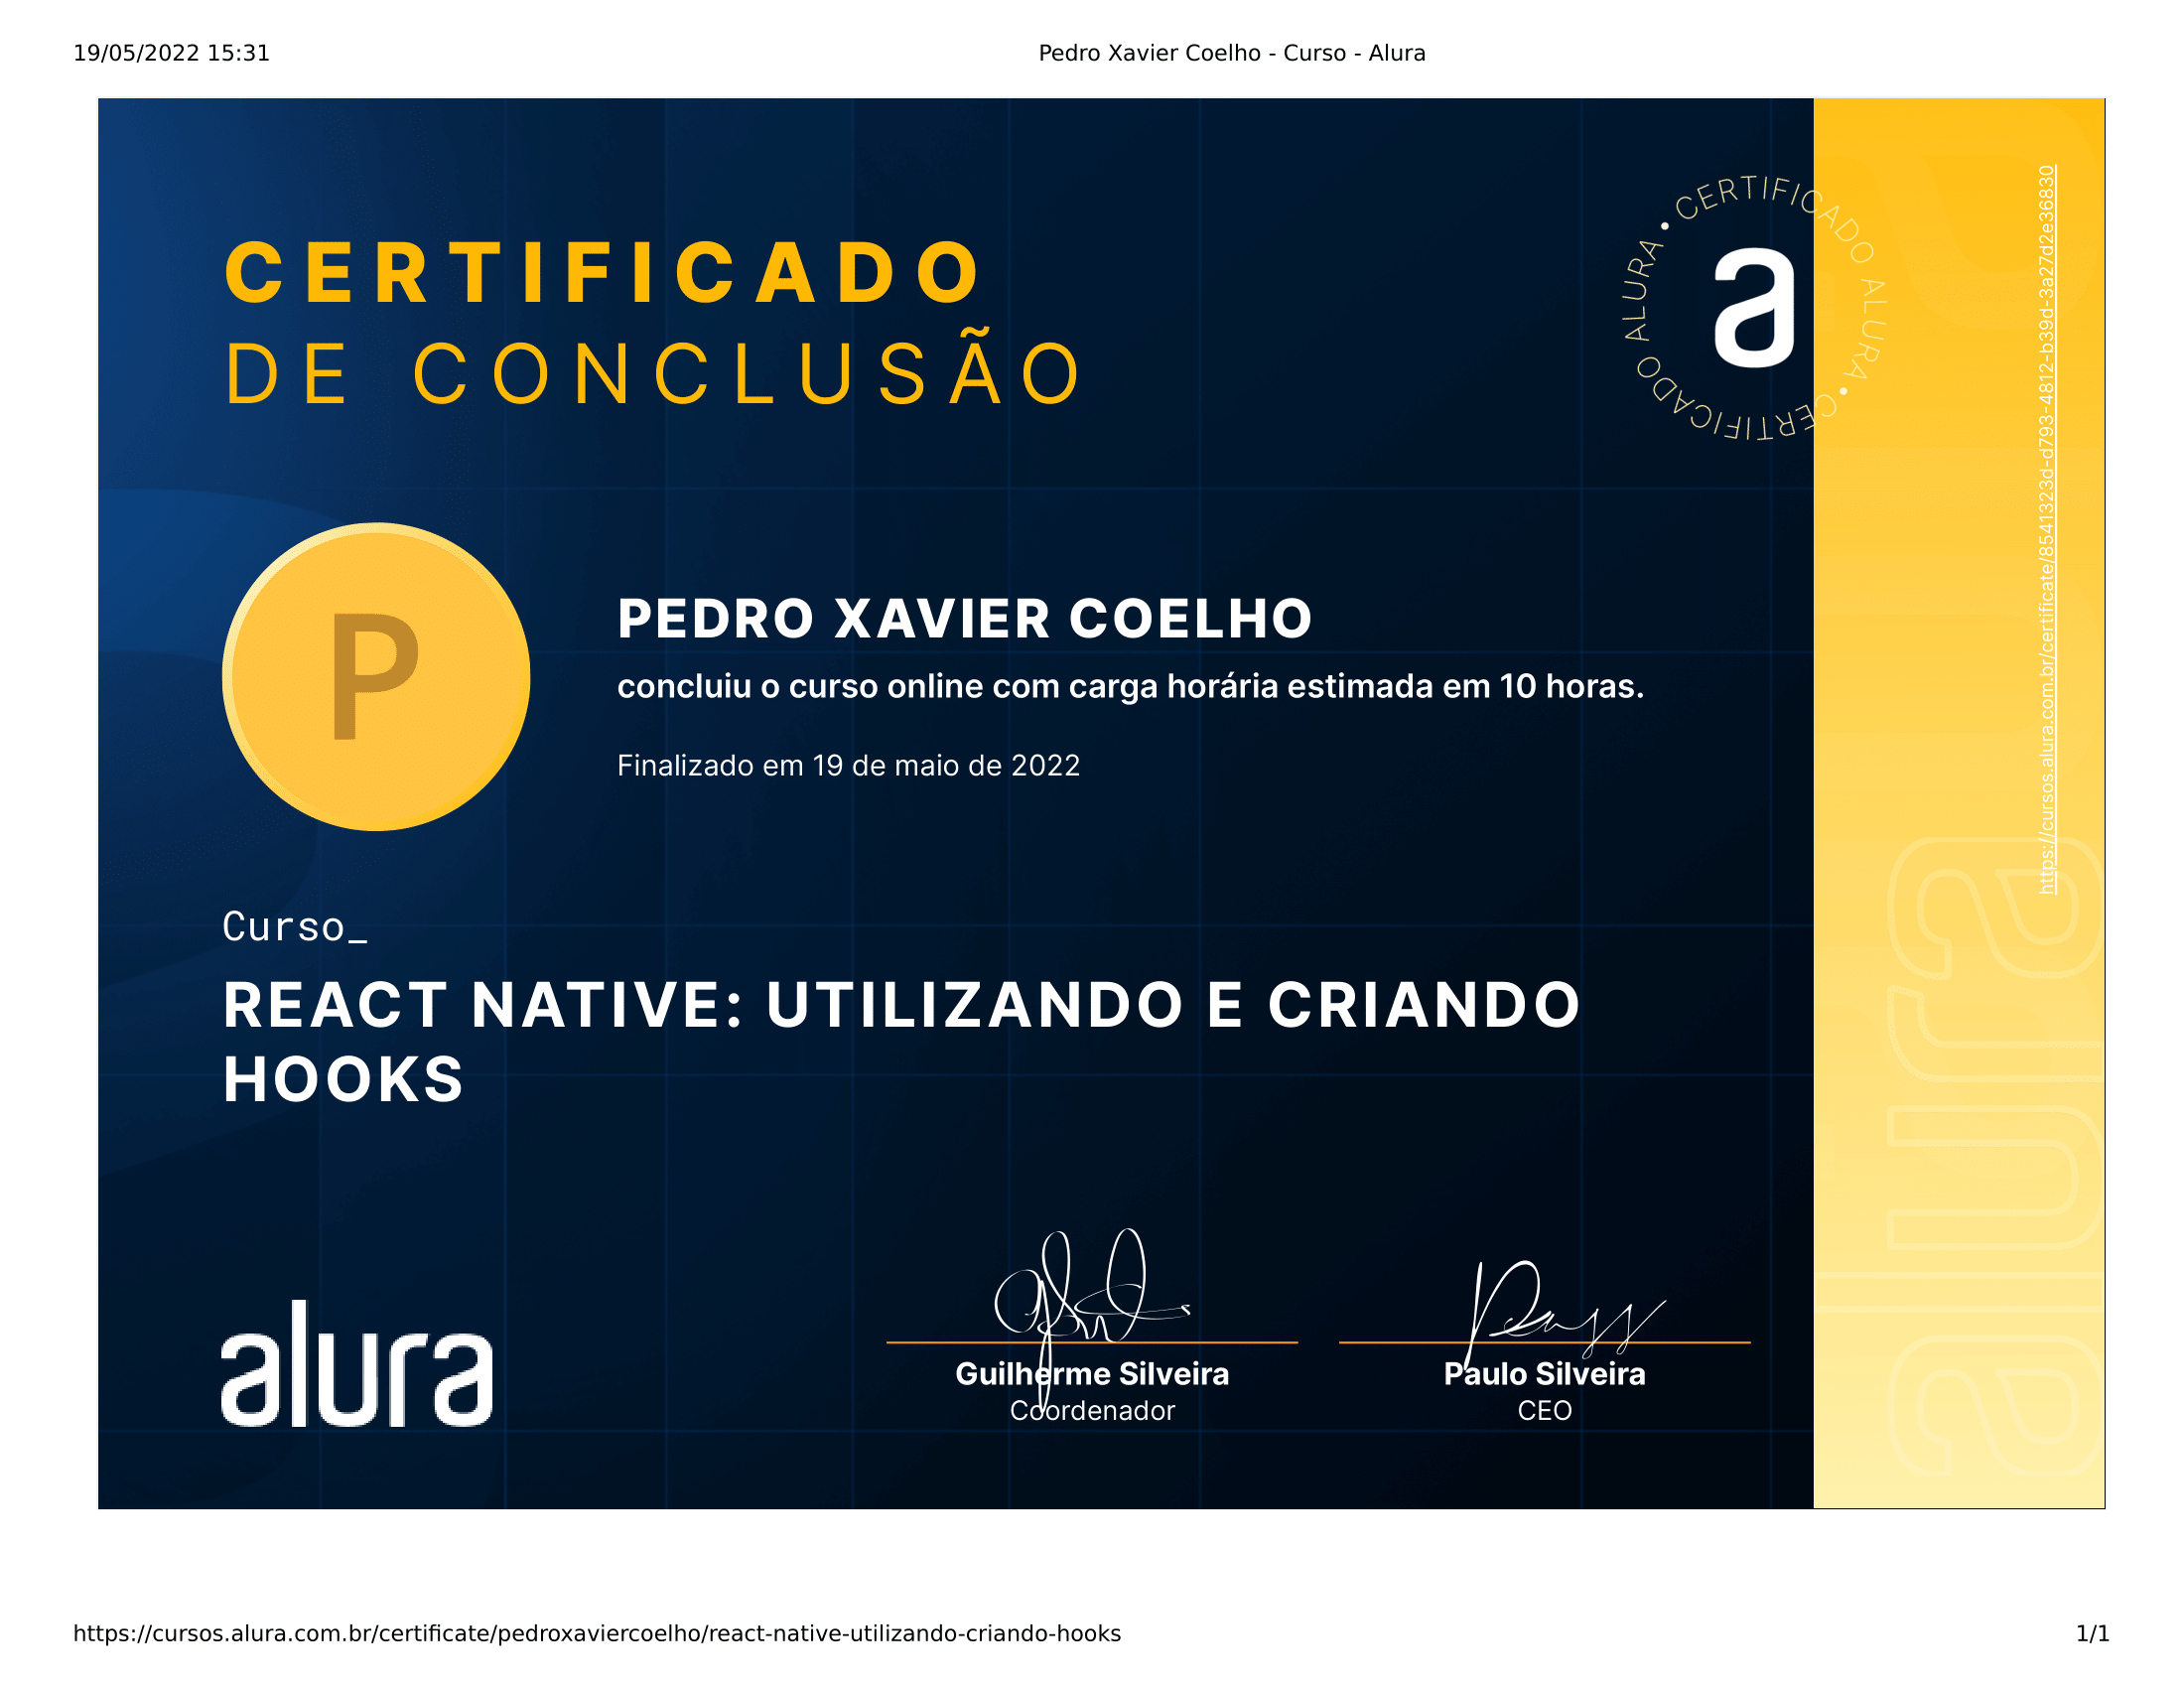 19/05/2022 15:31
Pedro Xavier Coelho - Curso - Alura
CERTIFICADO
DE CONCLUSÃO
CERTIFICADO ALURA • CERTIFICADO ALURA •
a
https://cursos.alura.com.br/certificate/8541323d-d793-4812-b39d-3a27d2e36830
P
PEDRO XAVIER COELHO
concluiu o curso online com carga horária estimada em 10 horas.
Finalizado em 19 de maio de 2022
Curso_
REACT NATIVE: UTILIZANDO E CRIANDO
HOOKS
alura
alura
Guilherme Silveira
Coordenador
Paulo Silveira
CEO
https://cursos.alura.com.br/certificate/pedroxaviercoelho/react-native-utilizando-criando-hooks
1/1